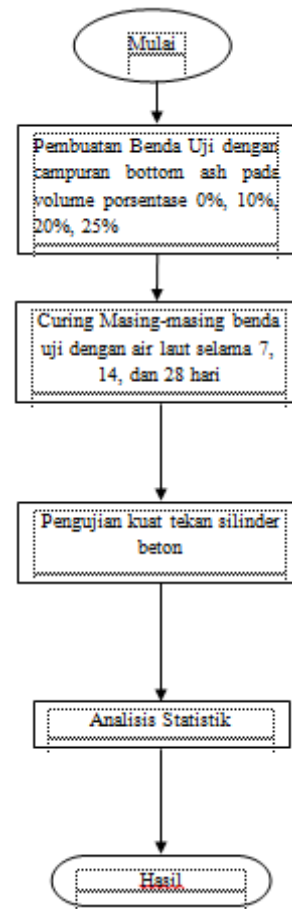 Mulai
Pembuatan Benda Uji dengan
campuran bottom ash pada
volume porsentase 0%, 10%,
20%, 25%
Curing Masing-masing benda
uji dengan air laut selama 7,
14, dan 28 hari
Pengujian kuat tekan silinder
beton
Analisis Statistik
Hasil